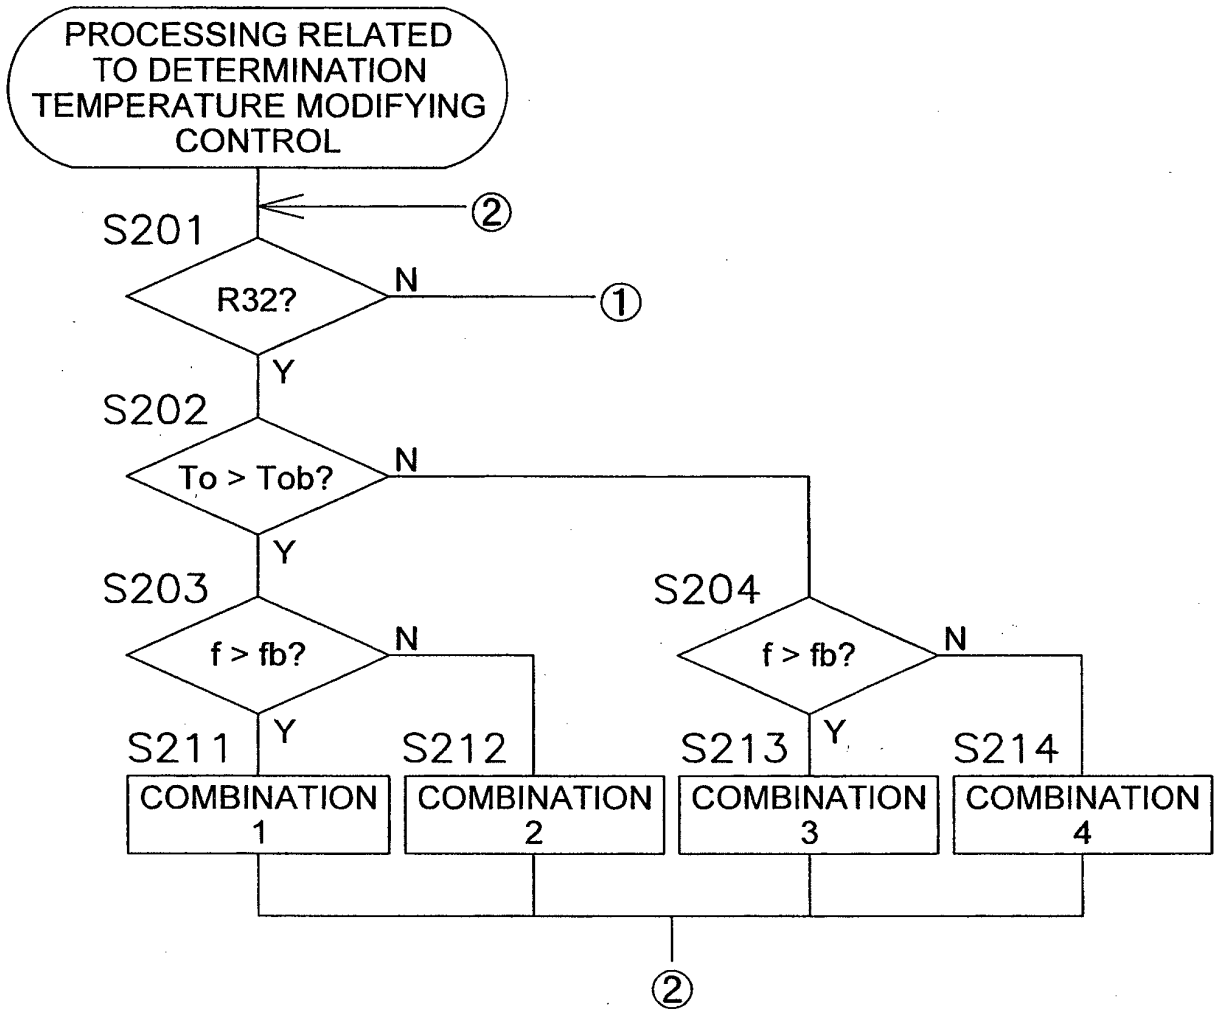 PROCESSING RELATED
TO DETERMINATION
TEMPERATURE MODIFYING
CONTROL
②
S201
R32?
N
①
Y
S202
To > Tob?
N
Y
S203
f > fb?
N
S204
f > fb?
N
Y
Y
S211
COMBINATION
1
S212
COMBINATION
2
S213
COMBINATION
3
S214
COMBINATION
4
②